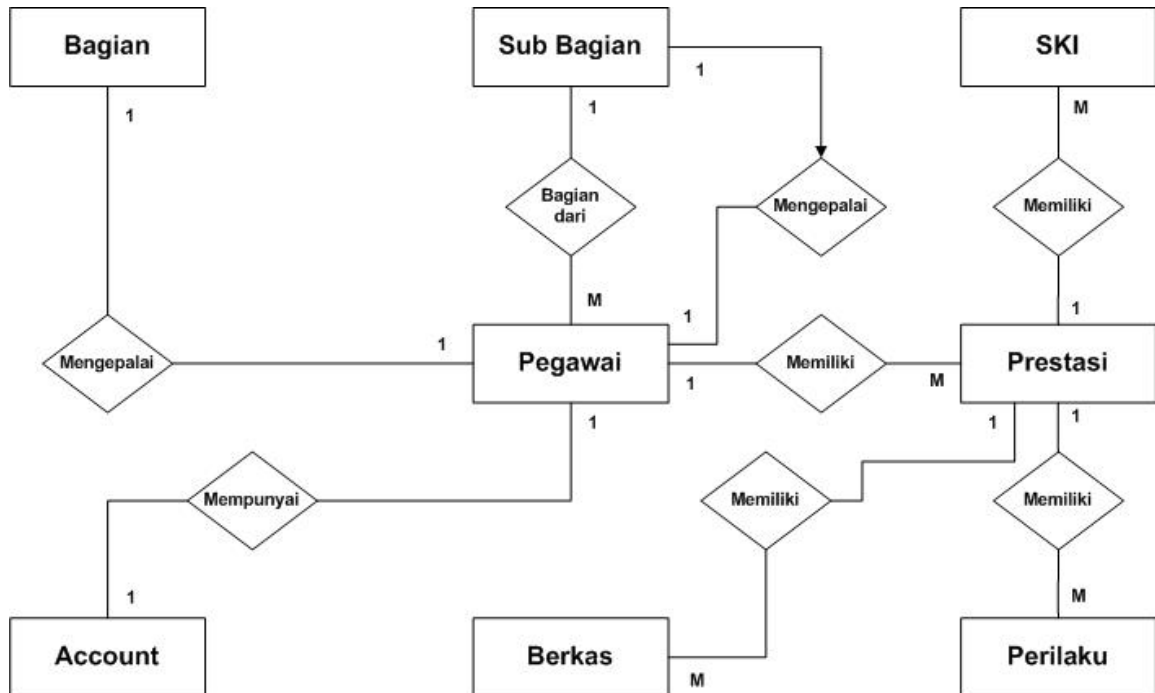 Bagian
Sub Bagian
SKI
1
1
1
M
Bagian
dari
Mengepalai
Memiliki
M
1
1
1
Mengepalai
1
Pegawai
1
Memiliki
M
Prestasi
1
1
1
Mempunyai
Memiliki
Memiliki
1
M
M
Account
Berkas
Perilaku